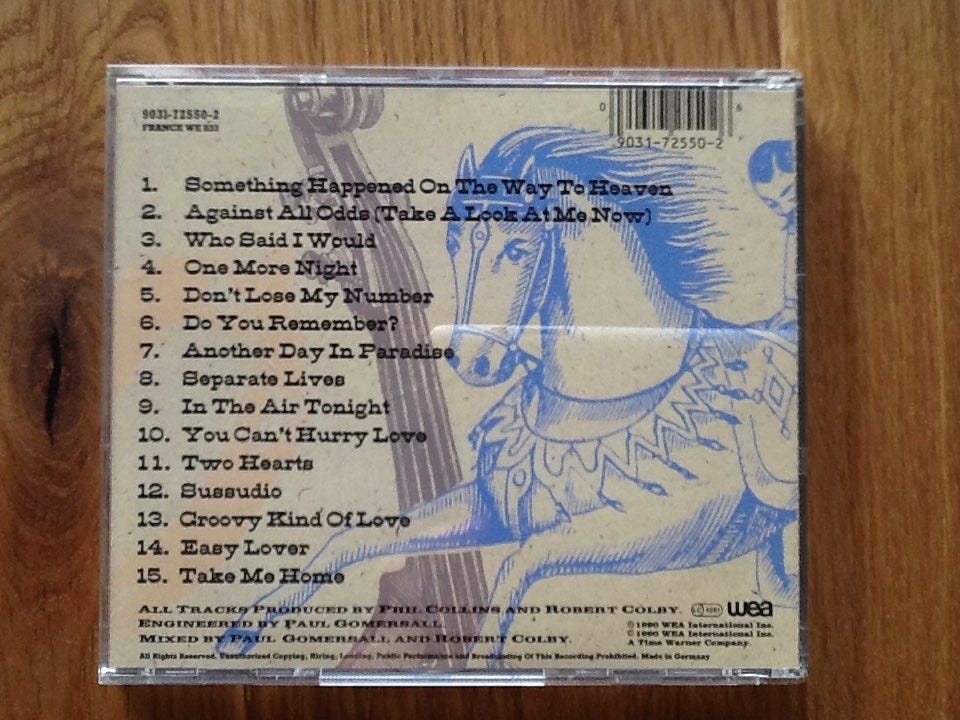 9031-72550-2
FRANCE WE 833
0 6
9031-72550-2
1. Something Happened On The Way To Heaven
2. Against All Odds (Take A Look At Me Now)
3. Who Said I Would
4. One More Night
5. Don't Lose My Number
6. Do You Remember?
7. Another Day In Paradise
8. Separate Lives
9. In The Air Tonight
10. You Can't Hurry Love
11. Two Hearts
12. Sussudio
13. Groovy Kind Of Love
14. Easy Lover
15. Take Me Home
All Tracks Produced by Phil Collins and Robert Colby.
Engineered by Paul Gomersall.
Mixed by Paul Gomersall and Robert Colby.
wea
℗ 1990 WEA International Inc.
© 1990 WEA International Inc.
A Time Warner Company.
All Rights Reserved. Unauthorized Copying, Hiring, Lending, Public Performance and Broadcasting Of This Recording Prohibited. Made in Germany